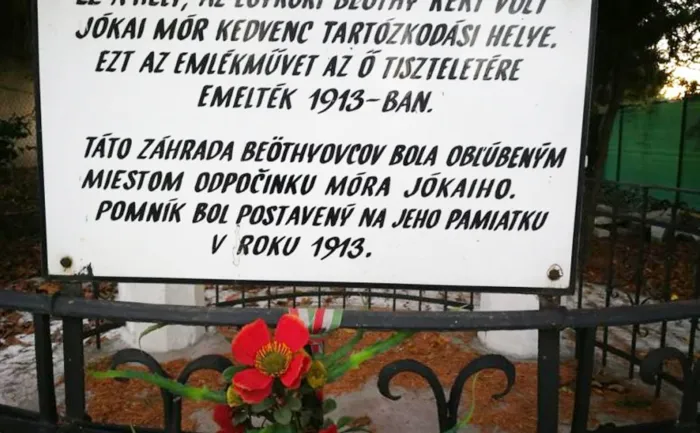 EZ A HELY, AZ EGYKORI BEÖTHY KERT VOLT
JÓKAI MÓR KEDVENC TARTÓZKODÁSI HELYE.
EZT AZ EMLÉKMŰVET AZ Ő TISZTELETÉRE
EMELTÉK 1913-BAN.
TÁTO ZÁHRADA BEÖTHYOVCOV BOLA OBĽÚBENÝM
MIESTOM ODPOČINKU MÓRA JÓKAIHO.
POMNÍK BOL POSTAVENÝ NA JEHO PAMIATKU
V ROKU 1913.